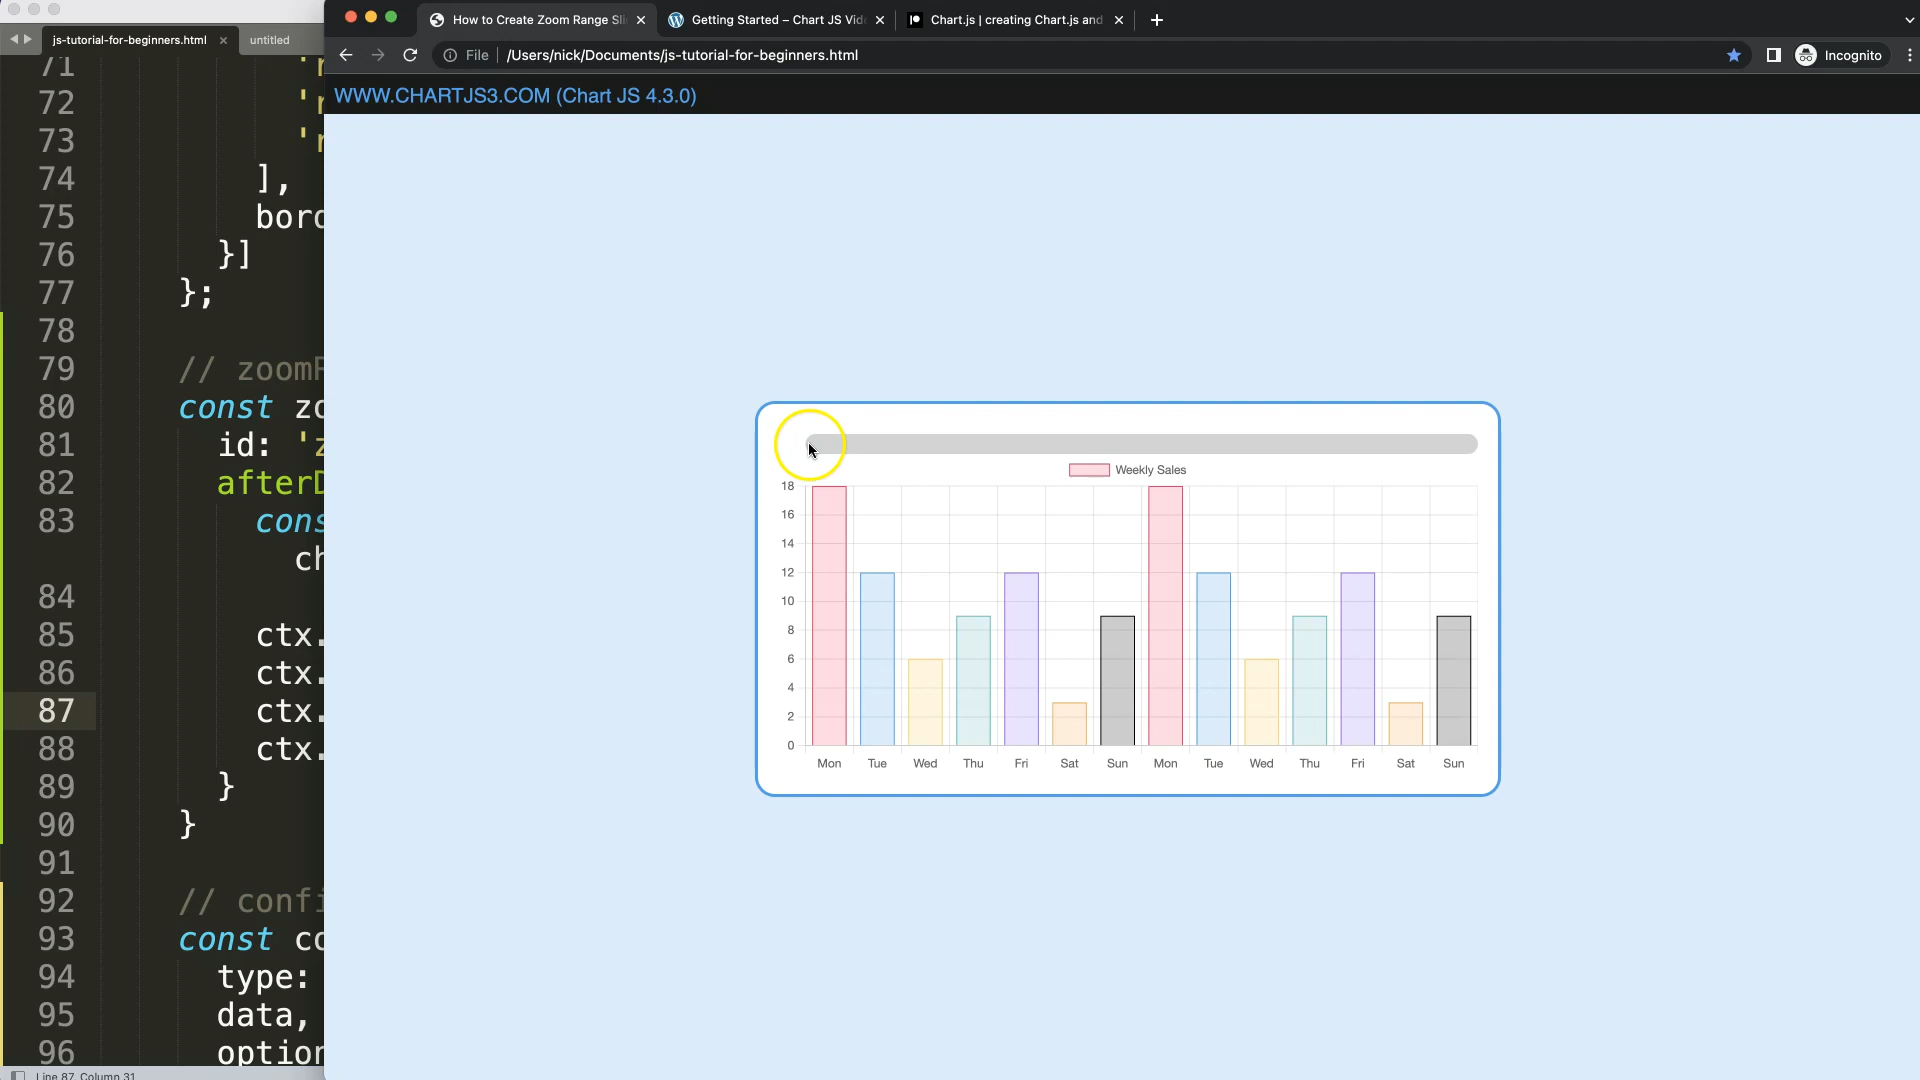 js-tutorial-for-beginners.html
untitled
How to Create Zoom Range Sli
Getting Started – Chart JS Vid
Chart.js | creating Chart.js and
File
/Users/nick/Documents/js-tutorial-for-beginners.html
Incognito
WWW.CHARTJS3.COM (Chart JS 4.3.0)
71 'r
72 'r
73 'r
74 ],
75 bord
76 }]
77 };
78
79 // zoomR
80 const zo
81 id: 'z
82 afterD
83 cons
ch
84
85 ctx.
86 ctx.
87 ctx.
88 ctx.
89 }
90 }
91
92 // confi
93 const co
94 type:
95 data,
96 option
Line 87, Column 31
Weekly Sales
18
16
14
12
10
8
6
4
2
0
Mon Tue Wed Thu Fri Sat Sun Mon Tue Wed Thu Fri Sat Sun